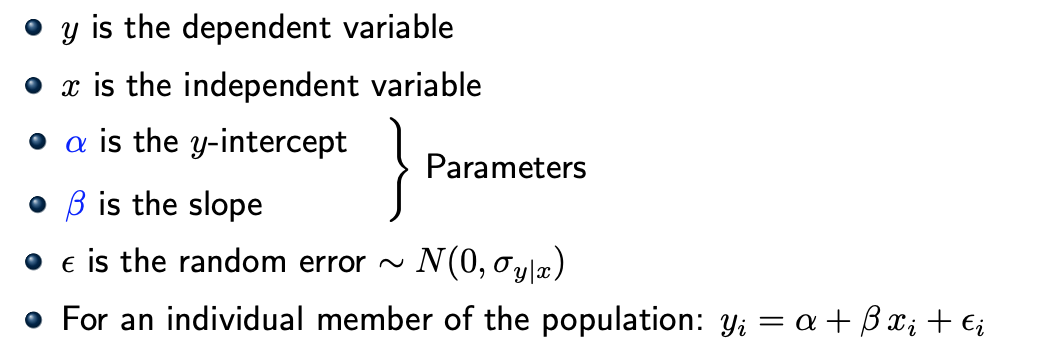 y is the dependent variable
x is the independent variable
α is the y-intercept
β is the slope
Parameters
ϵ is the random error ∼ N(0, σ_{y|x})
For an individual member of the population: y_i = α + β x_i + ϵ_i